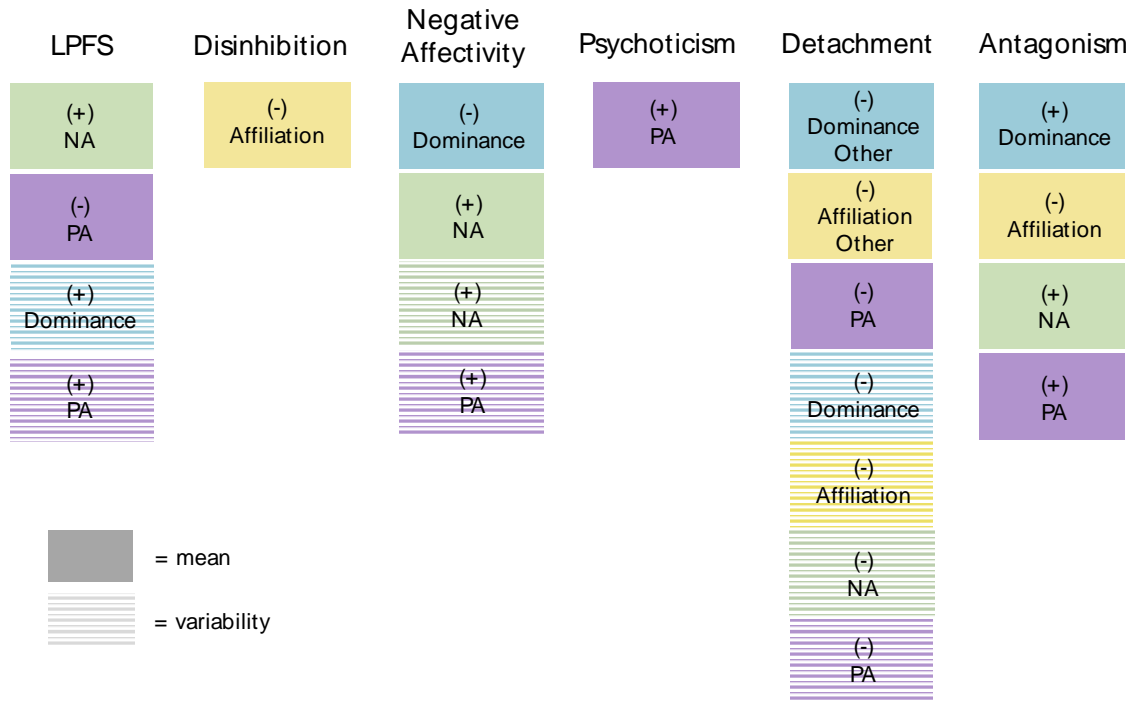 LPFS
Disinhibition
Negative
Affectivity
Psychoticism
Detachment
Antagonism
(+)
NA
(-)
PA
(+)
Dominance
(+)
PA
(-)
Affiliation
(-)
Dominance
(+)
NA
(+)
NA
(+)
PA
(+)
PA
(-)
Dominance
Other
(-)
Affiliation
Other
(-)
PA
(-)
Dominance
(-)
Affiliation
(-)
NA
(-)
PA
(+)
Dominance
(-)
Affiliation
(+)
NA
(+)
PA
= mean
= variability